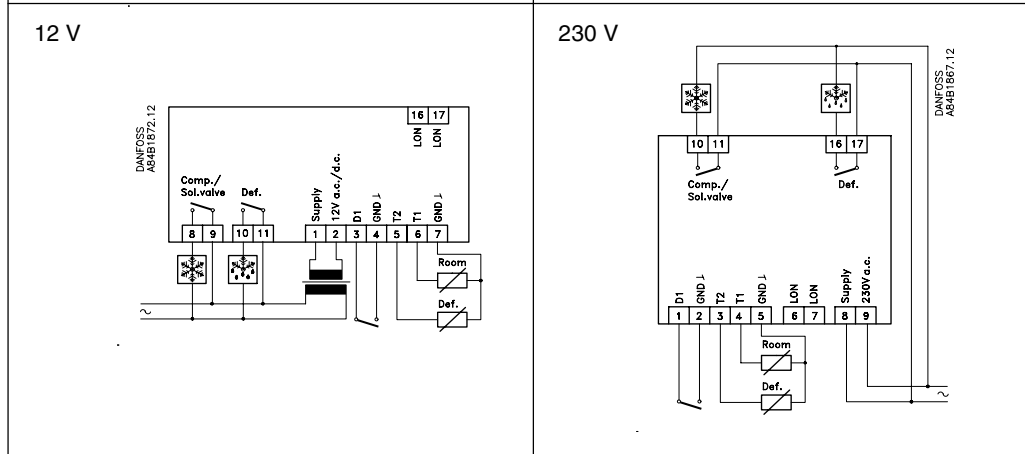 12 V
DANFOSS
A84B1872.12
16 17
LON LON
Comp./
Sol.valve
Def.
Supply
12V a.c./d.c.
D1
GND ⊥
T2
T1
GND ⊥
8 9 10 11 1 2 3 4 5 6 7
Room
Def.
~
230 V
DANFOSS
A84B1867.12
10 11 16 17
Comp./
Sol.valve
Def.
D1
GND ⊥
T2
T1
GND ⊥
LON
LON
Supply
230V a.c.
1 2 3 4 5 6 7 8 9
Room
Def.
~